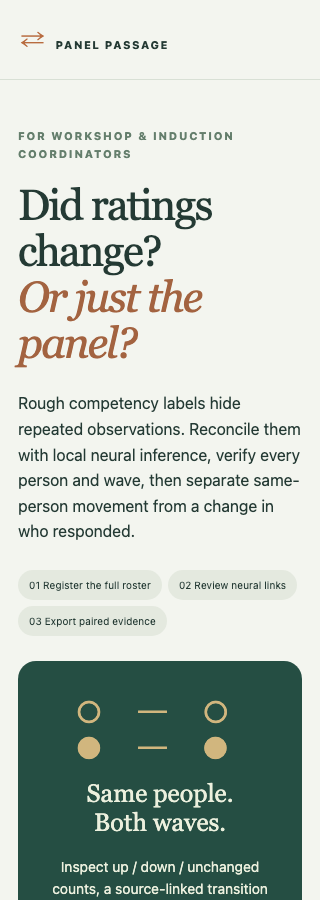 PANEL PASSAGE
FOR WORKSHOP & INDUCTION
COORDINATORS
Did ratings
change?
Or just the
panel?
Rough competency labels hide
repeated observations. Reconcile them
with local neural inference, verify every
person and wave, then separate same-
person movement from a change in
who responded.
01 Register the full roster
02 Review neural links
03 Export paired evidence
Same people.
Both waves.
Inspect up / down / unchanged
counts, a source-linked transition